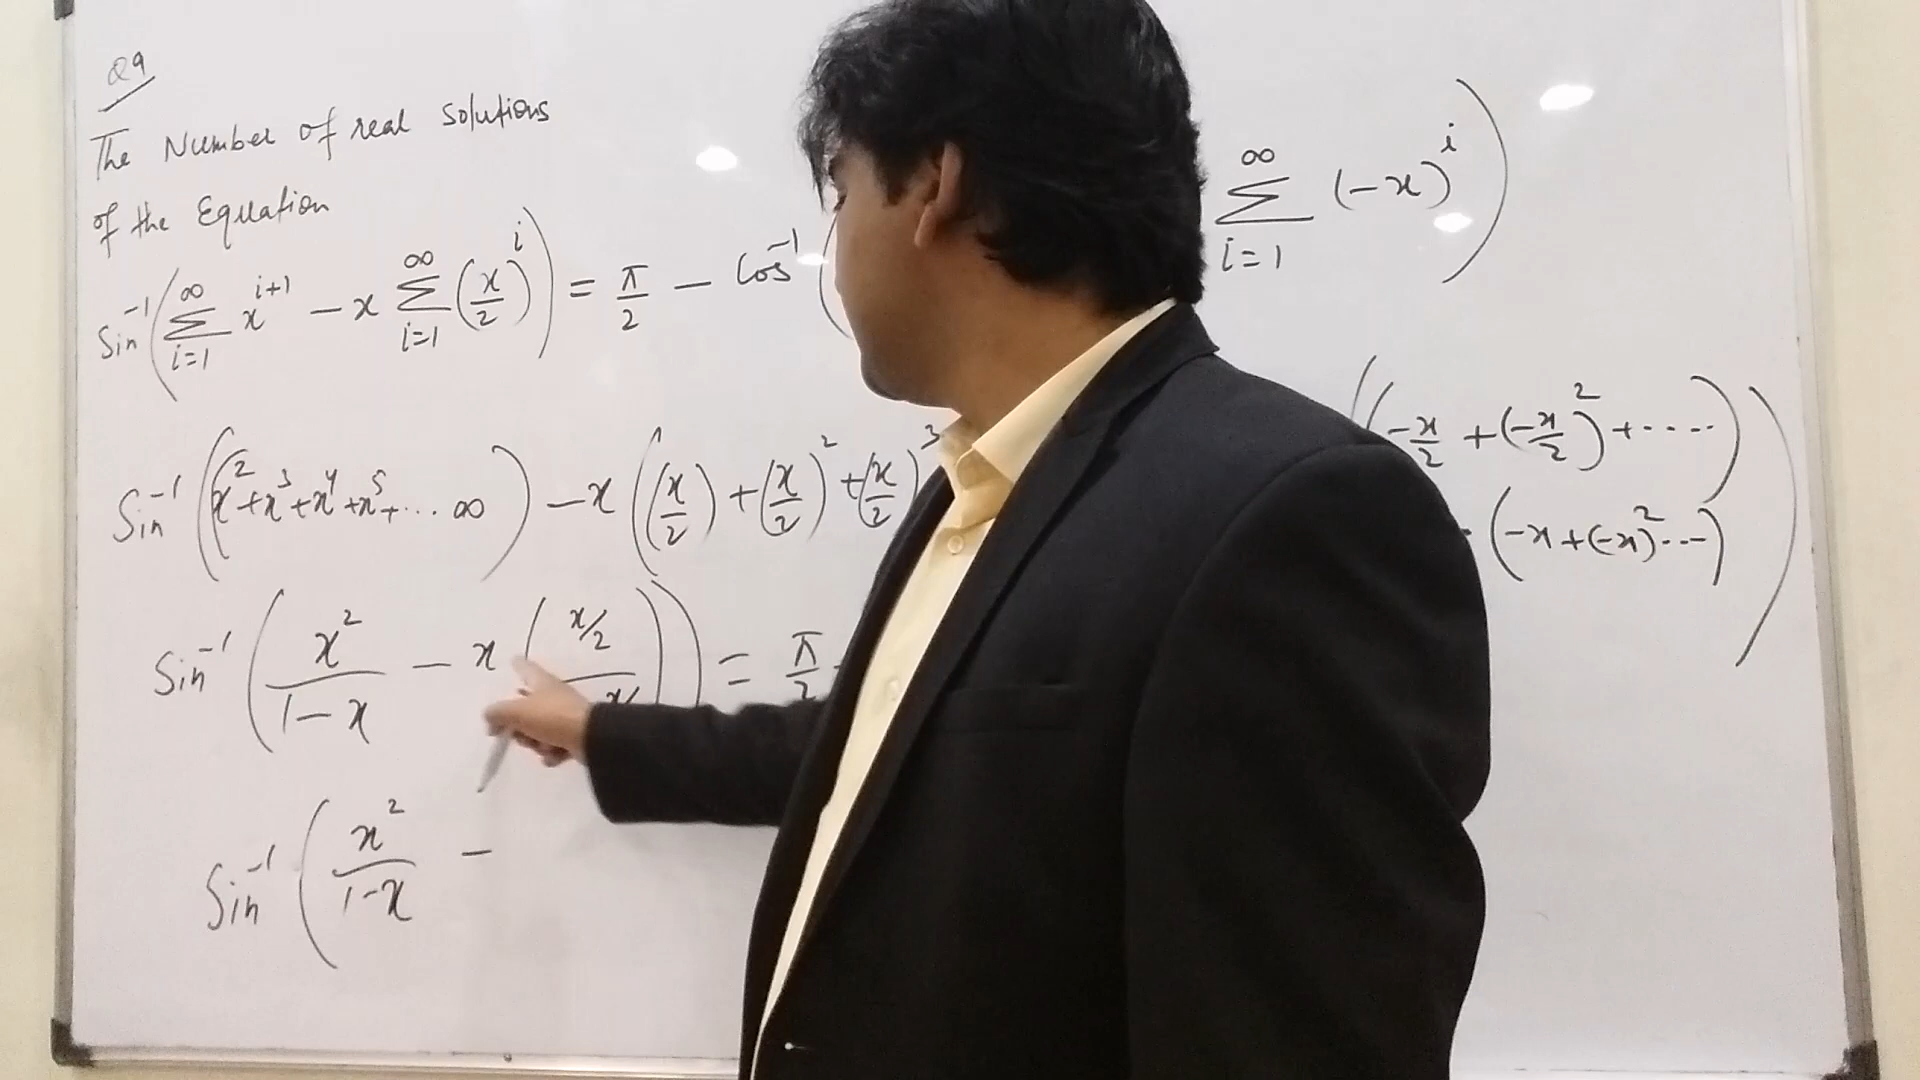 Q9
The Number of real solutions
of the Equation
Sin⁻¹(∑_{i=1}^{∞} x^{i+1} − x ∑_{i=1}^{∞} (x/2)^i) = π/2 − Cos⁻¹( ∑_{i=1}^{∞} (−x)^i)
Sin⁻¹((x²+x³+x⁴+x⁵+...∞) − x((x/2)+(x/2)²+(x/2)³ ((−x/2+(−x/2)²+....)
(−x+(−x)²...))
Sin⁻¹(x²/(1−x) − x(x/2 / x/)) = π/2
Sin⁻¹(x²/(1−x) −